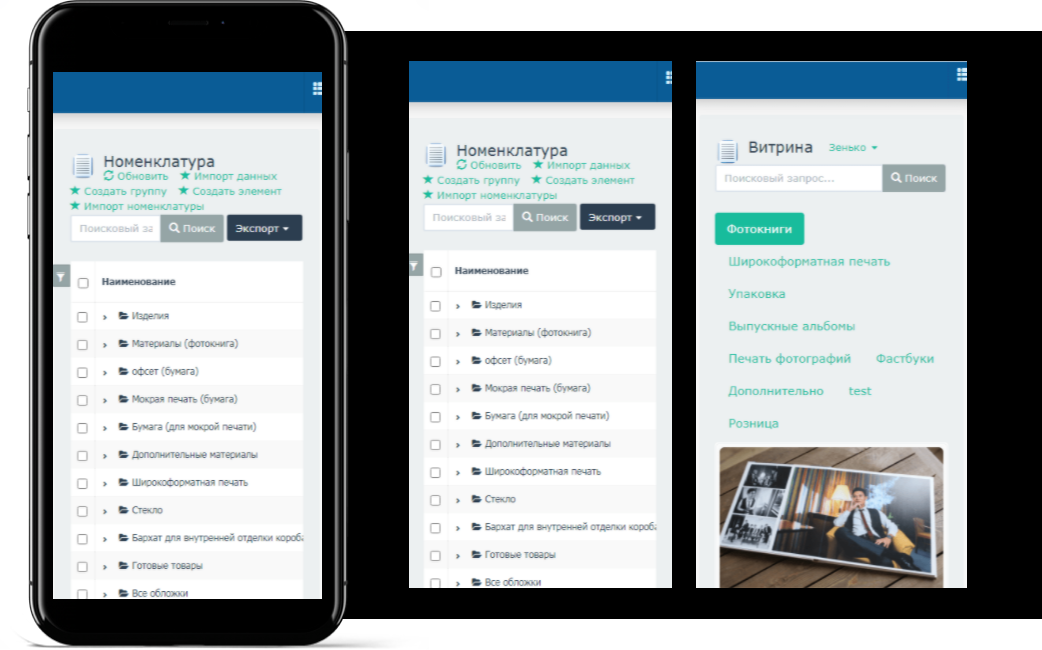 Номенклатура
Обновить Импорт данных
Создать группу Создать элемент
Импорт номенклатуры
Поисковый за Поиск Экспорт
Наименование
Изделия
Материалы (фотокнига)
офсет (бумага)
Мокрая печать (бумага)
Бумага (для мокрой печати)
Дополнительные материалы
Широкоформатная печать
Стекло
Бархат для внутренней отделки короба
Готовые товары
Все обложки
Номенклатура
Обновить Импорт данных
Создать группу Создать элемент
Импорт номенклатуры
Поисковый за Поиск Экспорт
Наименование
Изделия
Материалы (фотокнига)
офсет (бумага)
Мокрая печать (бумага)
Бумага (для мокрой печати)
Дополнительные материалы
Широкоформатная печать
Стекло
Бархат для внутренней отделки короба
Готовые товары
Все обложки
Витрина Зенько
Поисковый запрос... Поиск
Фотокниги
Широкоформатная печать
Упаковка
Выпускные альбомы
Печать фотографий Фастбуки
Дополнительно test
Розница